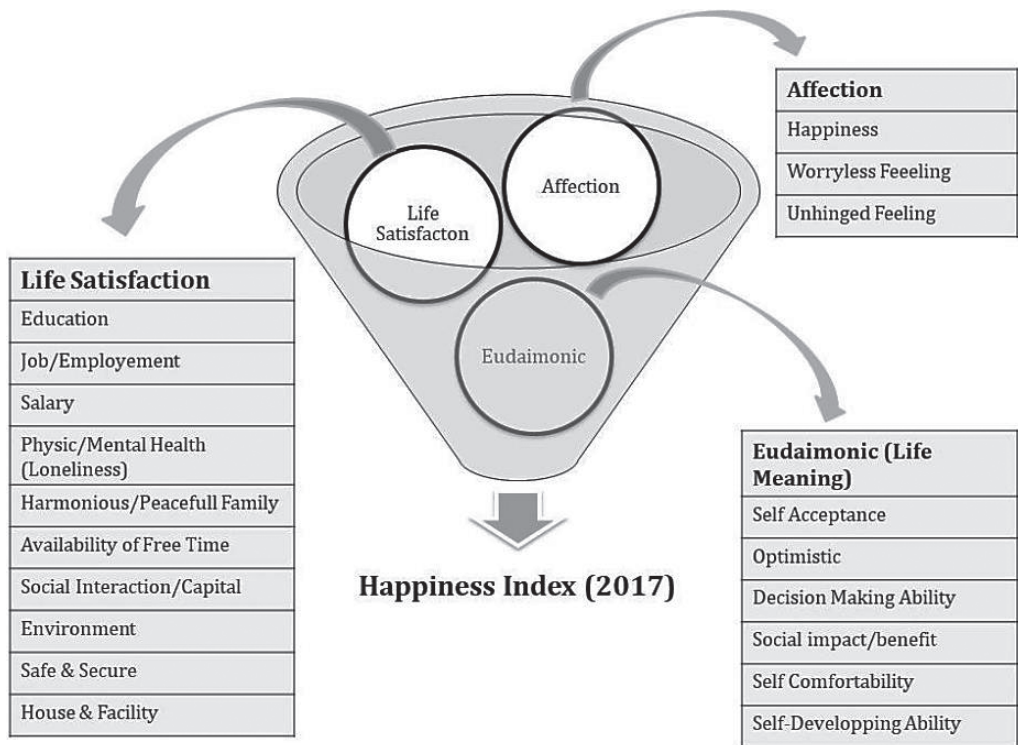 Affection
Happiness
Worryless Feeeling
Unhinged Feeling
Life
Satisfacton
Affection
Eudaimonic
Life Satisfaction
Education
Job/Employement
Salary
Physic/Mental Health
(Loneliness)
Harmonious/Peacefull Family
Availability of Free Time
Social Interaction/Capital
Environment
Safe & Secure
House & Facility
Happiness Index (2017)
Eudaimonic (Life
Meaning)
Self Acceptance
Optimistic
Decision Making Ability
Social impact/benefit
Self Comfortability
Self-Developping Ability